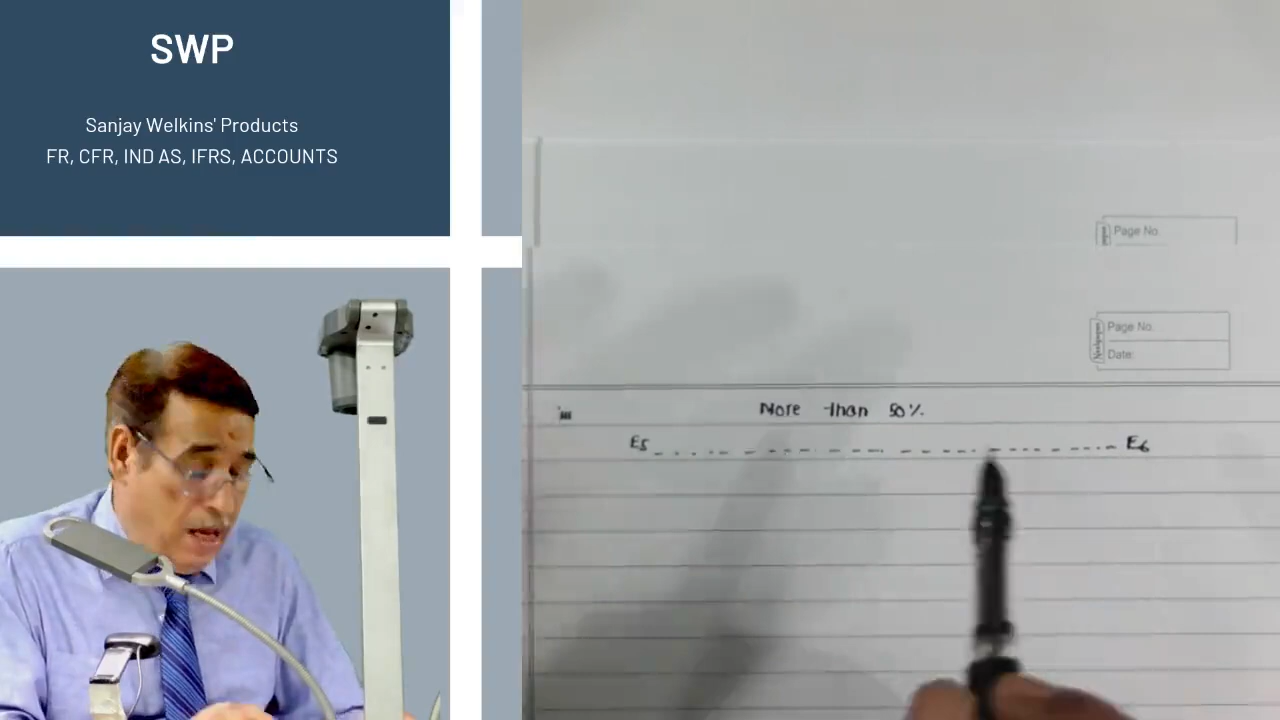 SWP
Sanjay Welkins' Products
FR, CFR, IND AS, IFRS, ACCOUNTS
Page No
Page No.
Date:
iii More than 50%
E5 E6